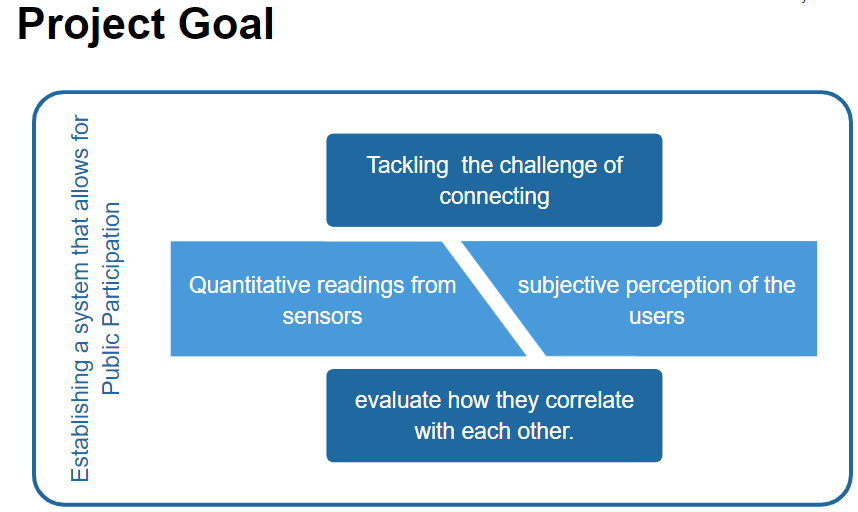 Project Goal
Establishing a system that allows for
Public Participation
Tackling  the challenge of
connecting
Quantitative readings from
sensors
subjective perception of the
users
evaluate how they correlate
with each other.